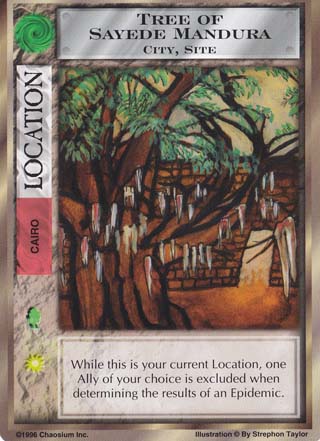 TREE OF
SAYEDE MANDURA
CITY, SITE
LOCATION
CAIRO
While this is your current Location, one
Ally of your choice is excluded when
determining the results of an Epidemic.
©1996 Chaosium Inc.
Illustration © By Strephon Taylor